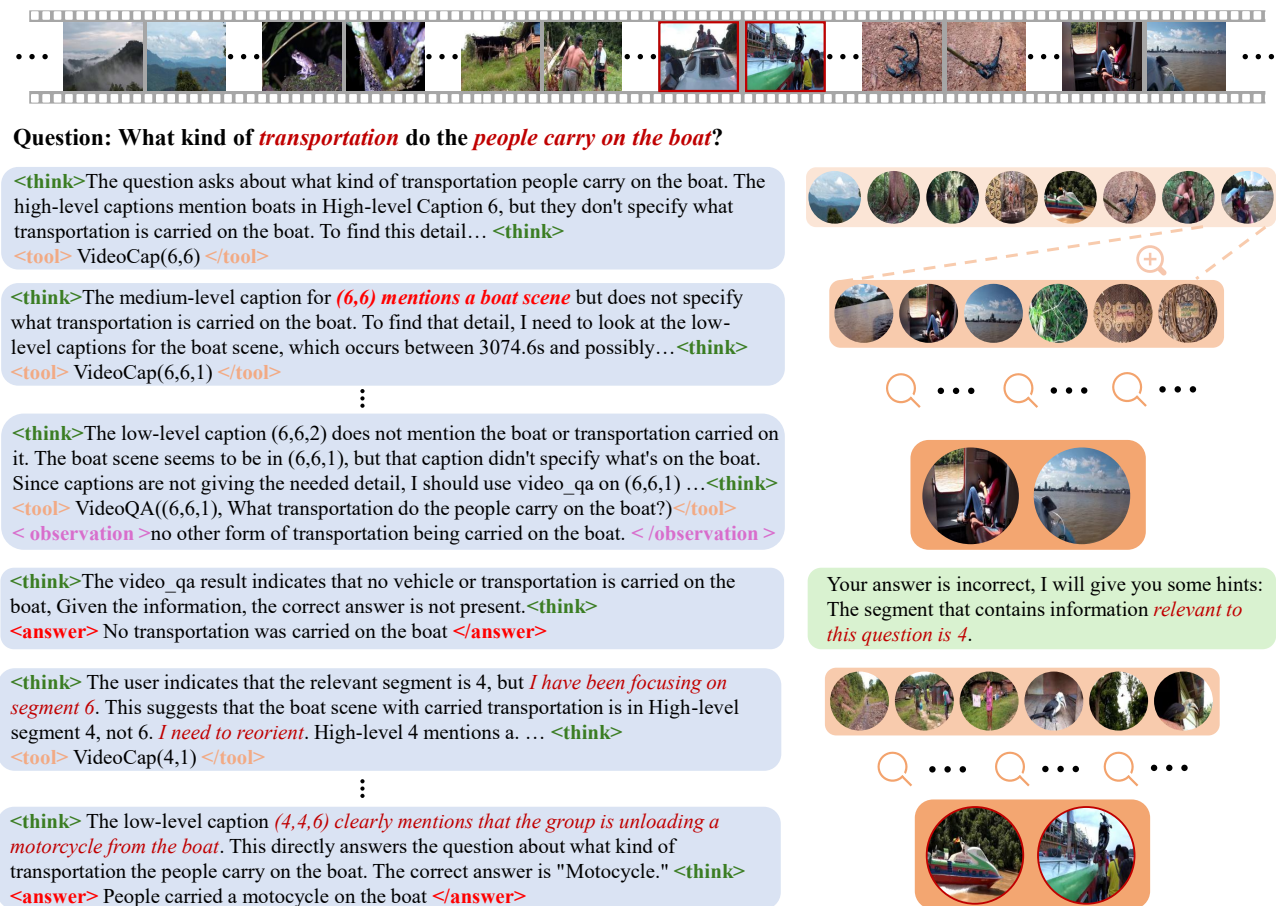 Question: What kind of transportation do the people carry on the boat?
<think>The question asks about what kind of transportation people carry on the boat. The
high-level captions mention boats in High-level Caption 6, but they don't specify what
transportation is carried on the boat. To find this detail… <think>
<tool> VideoCap(6,6) </tool>
<think>The medium-level caption for (6,6) mentions a boat scene but does not specify
what transportation is carried on the boat. To find that detail, I need to look at the low-
level captions for the boat scene, which occurs between 3074.6s and possibly…<think>
<tool> VideoCap(6,6,1) </tool>
<think>The low-level caption (6,6,2) does not mention the boat or transportation carried on
it. The boat scene seems to be in (6,6,1), but that caption didn't specify what's on the boat.
Since captions are not giving the needed detail, I should use video_qa on (6,6,1) …<think>
<tool> VideoQA((6,6,1), What transportation do the people carry on the boat?)</tool>
< observation >no other form of transportation being carried on the boat. < /observation >
<think>The video_qa result indicates that no vehicle or transportation is carried on the
boat, Given the information, the correct answer is not present.<think>
<answer> No transportation was carried on the boat </answer>
Your answer is incorrect, I will give you some hints:
The segment that contains information relevant to
this question is 4.
<think> The user indicates that the relevant segment is 4, but I have been focusing on
segment 6. This suggests that the boat scene with carried transportation is in High-level
segment 4, not 6. I need to reorient. High-level 4 mentions a. … <think>
<tool> VideoCap(4,1) </tool>
<think> The low-level caption (4,4,6) clearly mentions that the group is unloading a
motorcycle from the boat. This directly answers the question about what kind of
transportation the people carry on the boat. The correct answer is "Motocycle." <think>
<answer> People carried a motocycle on the boat </answer>